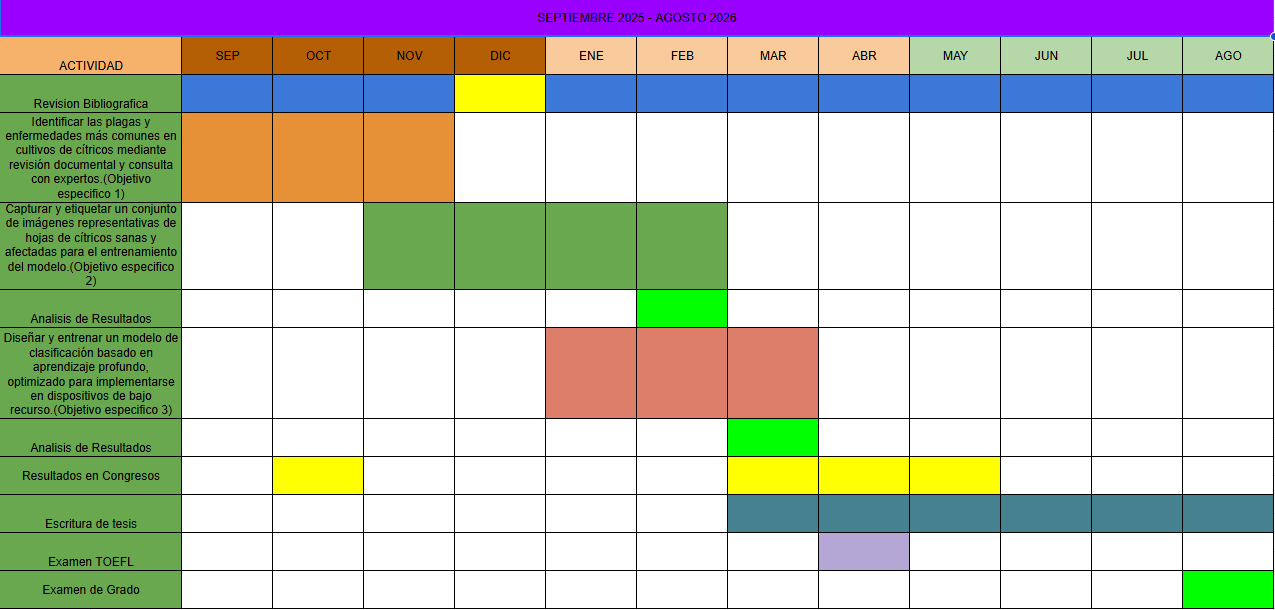 SEPTIEMBRE 2025 - AGOSTO 2026
ACTIVIDAD
SEP
OCT
NOV
DIC
ENE
FEB
MAR
ABR
MAY
JUN
JUL
AGO
Revision Bibliografica
Identificar las plagas y
enfermedades más comunes en
cultivos de cítricos mediante
revisión documental y consulta
con expertos.(Objetivo
especifico 1)
Capturar y etiquetar un conjunto
de imágenes representativas de
hojas de cítricos sanas y
afectadas para el entrenamiento
del modelo.(Objetivo especifico
2)
Analisis de Resultados
Diseñar y entrenar un modelo de
clasificación basado en
aprendizaje profundo,
optimizado para implementarse
en dispositivos de bajo
recurso.(Objetivo especifico 3)
Analisis de Resultados
Resultados en Congresos
Escritura de tesis
Examen TOEFL
Examen de Grado